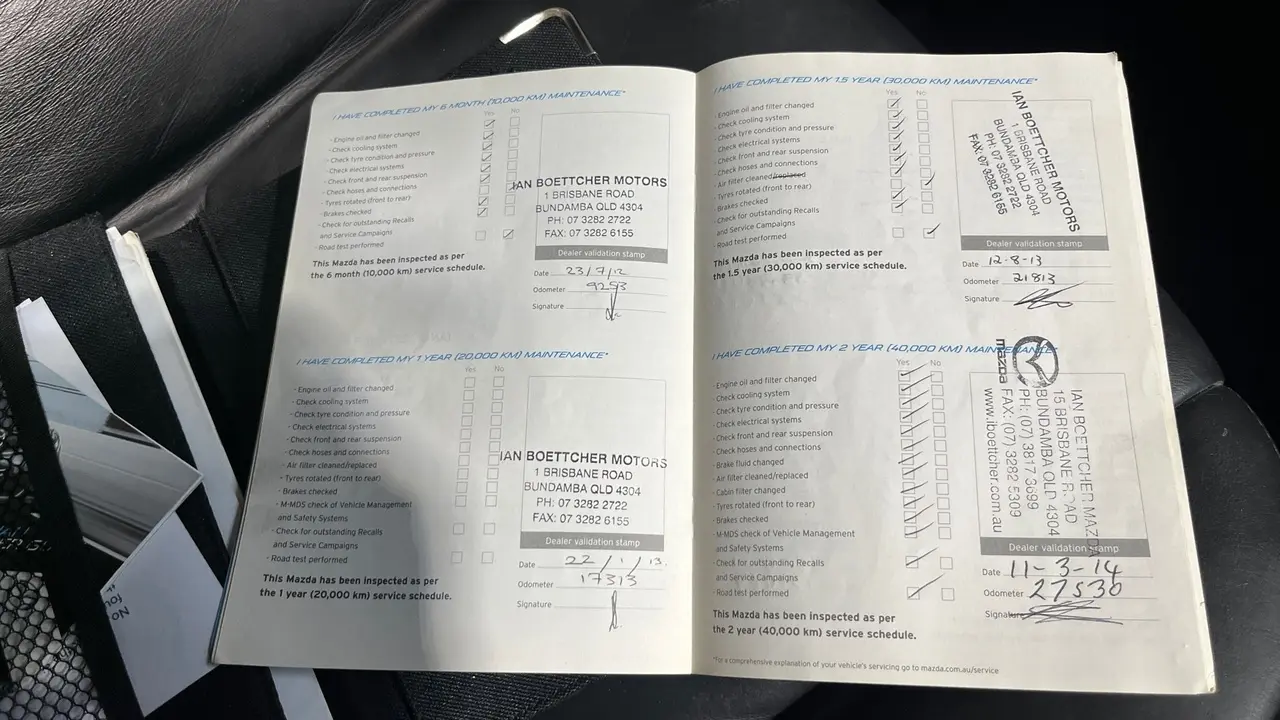 I HAVE COMPLETED MY 6 MONTH (10,000 KM) MAINTENANCE*
Yes No
- Engine oil and filter changed
- Check cooling system
- Check tyre condition and pressure
- Check electrical systems
- Check front and rear suspension
- Check hoses and connections
- Tyres rotated (front to rear)
- Brakes checked
- Check for outstanding Recalls
and Service Campaigns
- Road test performed
This Mazda has been inspected as per
the 6 month (10,000 km) service schedule.
IAN BOETTCHER MOTORS
1 BRISBANE ROAD
BUNDAMBA QLD 4304
PH: 07 3282 2722
FAX: 07 3282 6155
Dealer validation stamp
Date 23/7/12
Odometer 9293
Signature
I HAVE COMPLETED MY 1 YEAR (20,000 KM) MAINTENANCE*
Yes No
- Engine oil and filter changed
- Check cooling system
- Check tyre condition and pressure
- Check electrical systems
- Check front and rear suspension
- Check hoses and connections
- Air filter cleaned/replaced
- Tyres rotated (front to rear)
- Brakes checked
- M-MDS check of Vehicle Management
and Safety Systems
- Check for outstanding Recalls
and Service Campaigns
- Road test performed
This Mazda has been inspected as per
the 1 year (20,000 km) service schedule.
IAN BOETTCHER MOTORS
1 BRISBANE ROAD
BUNDAMBA QLD 4304
PH: 07 3282 2722
FAX: 07 3282 6155
Dealer validation stamp
Date 22/1/13
Odometer 17313
Signature
I HAVE COMPLETED MY 1.5 YEAR (30,000 KM) MAINTENANCE*
Yes No
- Engine oil and filter changed
- Check cooling system
- Check tyre condition and pressure
- Check electrical systems
- Check front and rear suspension
- Check hoses and connections
- Air filter cleaned/replaced
- Tyres rotated (front to rear)
- Brakes checked
- Check for outstanding Recalls
and Service Campaigns
- Road test performed
This Mazda has been inspected as per
the 1.5 year (30,000 km) service schedule.
IAN BOETTCHER MOTORS
1 BRISBANE ROAD
BUNDAMBA QLD 4304
PH: 07 3282 2722
FAX: 07 3282 6155
Dealer validation stamp
Date 12-8-13
Odometer 21813
Signature
I HAVE COMPLETED MY 2 YEAR (40,000 KM) MAINTENANCE*
Yes No
- Engine oil and filter changed
- Check cooling system
- Check tyre condition and pressure
- Check electrical systems
- Check front and rear suspension
- Check hoses and connections
- Brake fluid changed
- Air filter cleaned/replaced
- Cabin filter changed
- Tyres rotated (front to rear)
- Brakes checked
- M-MDS check of Vehicle Management
and Safety Systems
- Check for outstanding Recalls
and Service Campaigns
- Road test performed
This Mazda has been inspected as per
the 2 year (40,000 km) service schedule.
mazda
IAN BOETTCHER MAZDA
15 BRISBANE RD
BUNDAMBA QLD 4304
PH: (07) 3817 3999
FAX: (07) 3282 5309
www.iboettcher.com.au
Dealer validation stamp
Date 11-3-14
Odometer 27530
Signature
*For a comprehensive explanation of your vehicle's servicing go to mazda.com.au/service